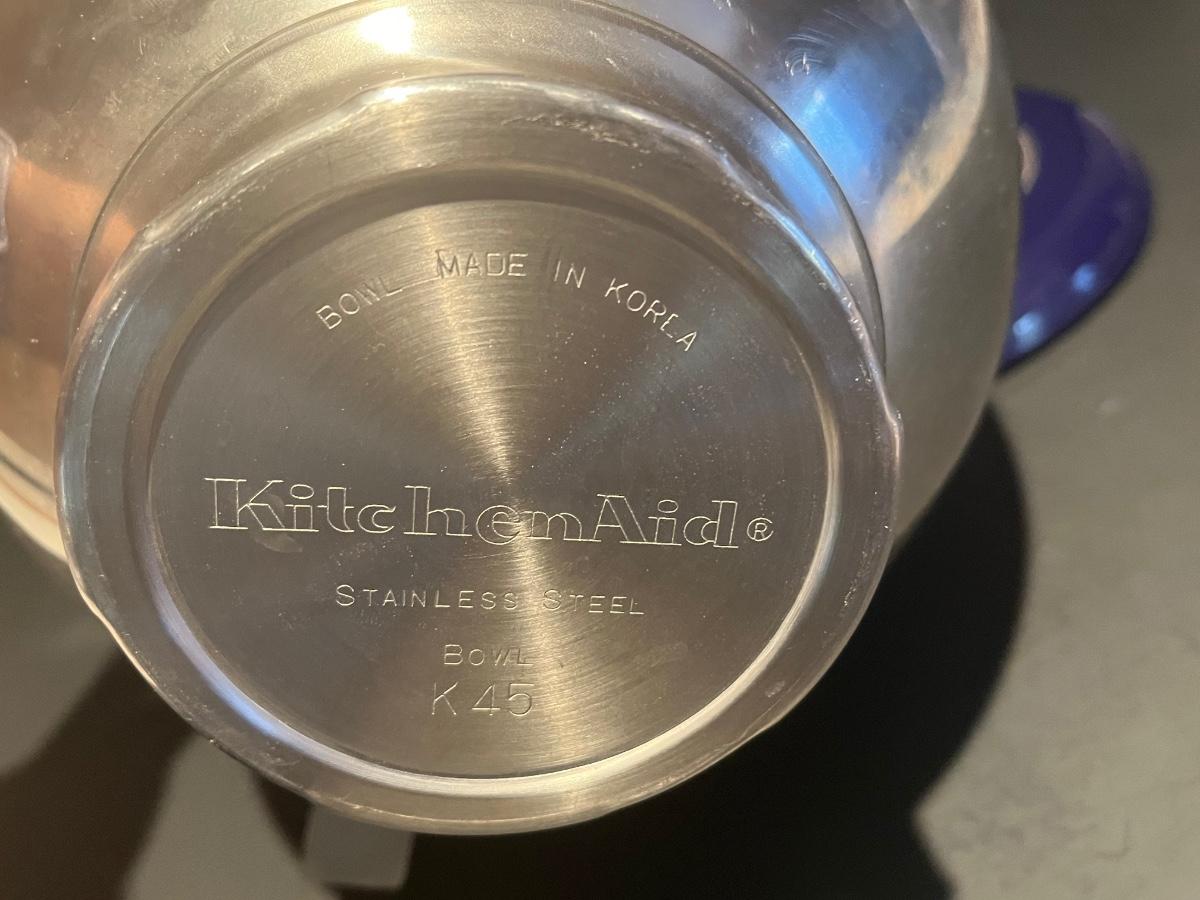 BOWL MADE IN KOREA
KitchenAid®
STAINLESS STEEL
BOWL
K45